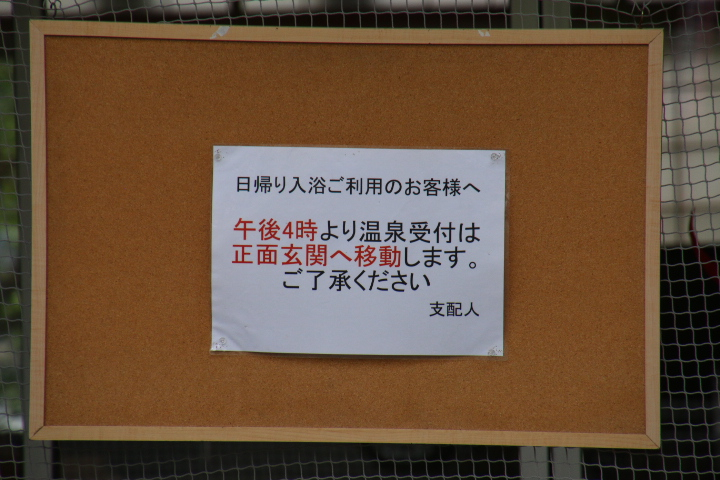 日帰り入浴ご利用のお客様へ
午後4時より温泉受付は
正面玄関へ移動します。
ご了承ください
支配人